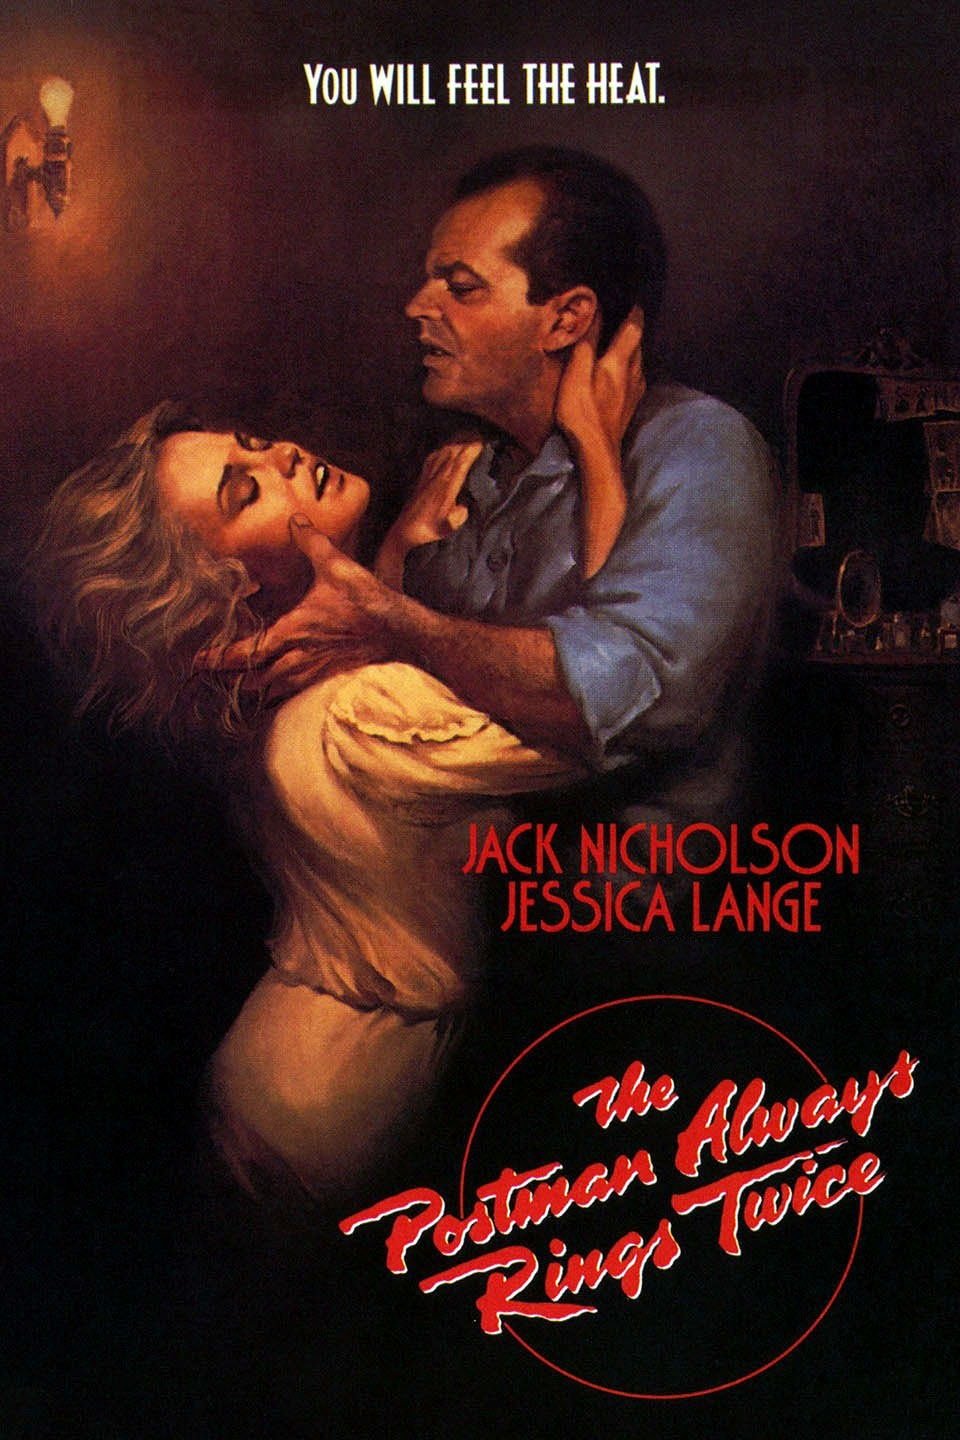 YOU WILL FEEL THE HEAT.
JACK NICHOLSON
JESSICA LANGE
The
Postman Always
Rings Twice